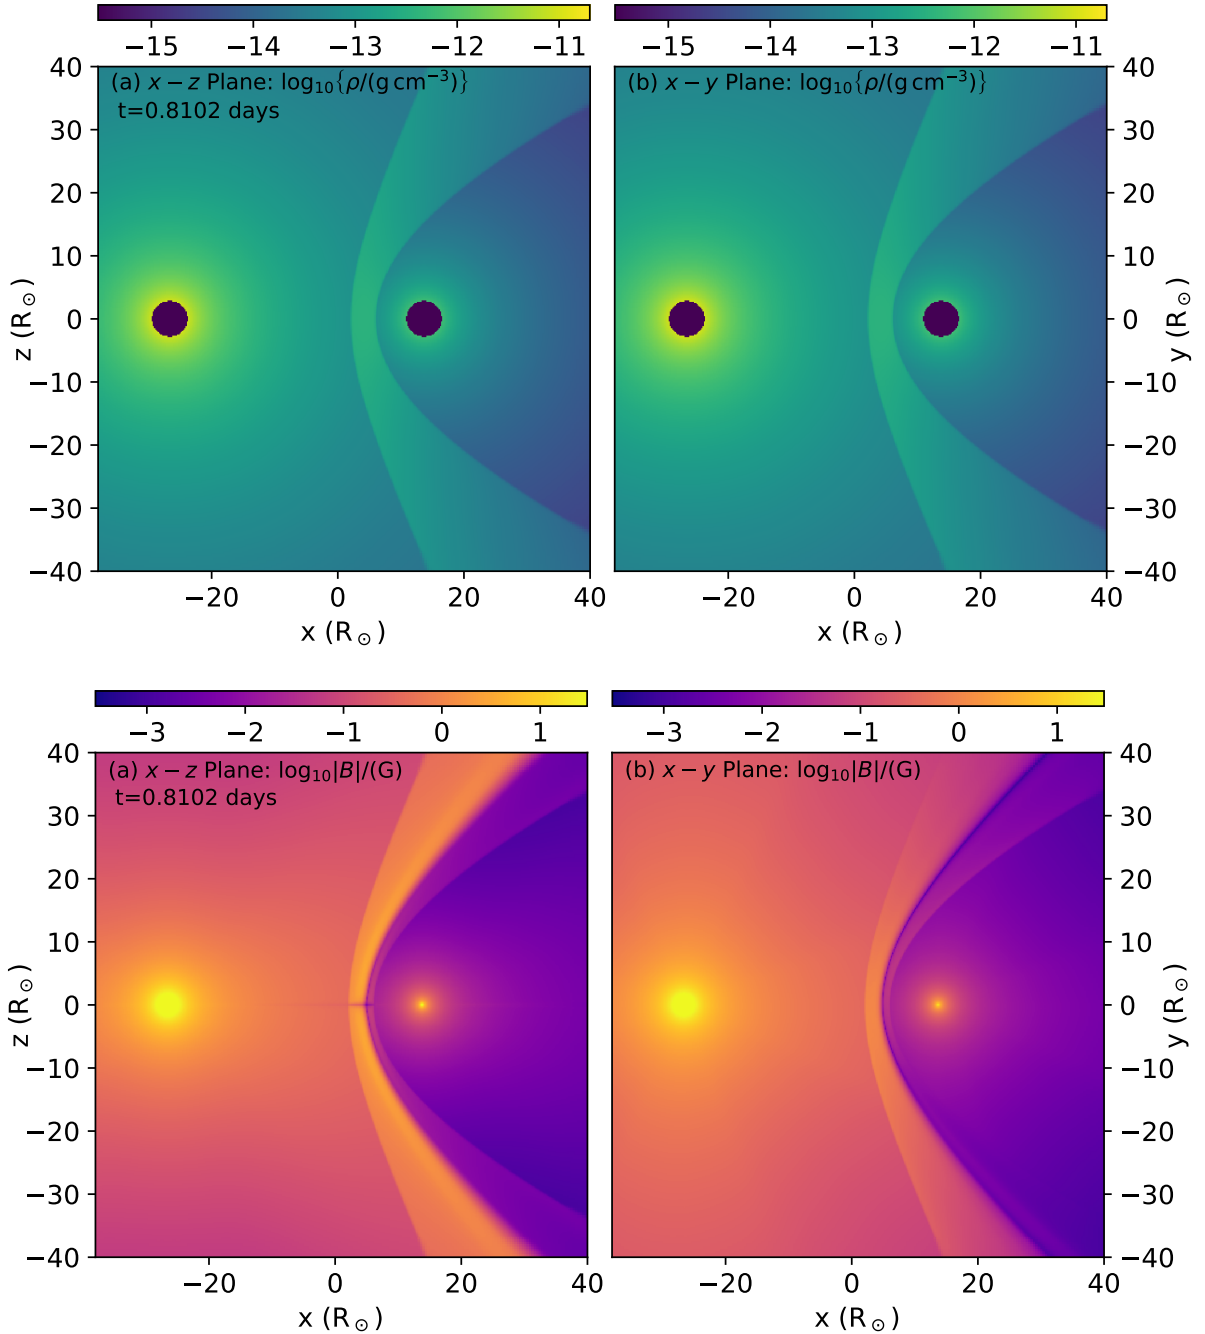 −15 −14 −13 −12 −11
−15 −14 −13 −12 −11
(a) x − z Plane: log₁₀{ρ/(g cm⁻³)}
t=0.8102 days
(b) x − y Plane: log₁₀{ρ/(g cm⁻³)}
40
30
20
10
0
−10
−20
−30
−40
z (R☉)
40
30
20
10
0
−10
−20
−30
−40
y (R☉)
−20 0 20 40
−20 0 20 40
x (R☉)
x (R☉)
−3 −2 −1 0 1
−3 −2 −1 0 1
(a) x − z Plane: log₁₀|B|/(G)
t=0.8102 days
(b) x − y Plane: log₁₀|B|/(G)
40
30
20
10
0
−10
−20
−30
−40
z (R☉)
40
30
20
10
0
−10
−20
−30
−40
y (R☉)
−20 0 20 40
−20 0 20 40
x (R☉)
x (R☉)